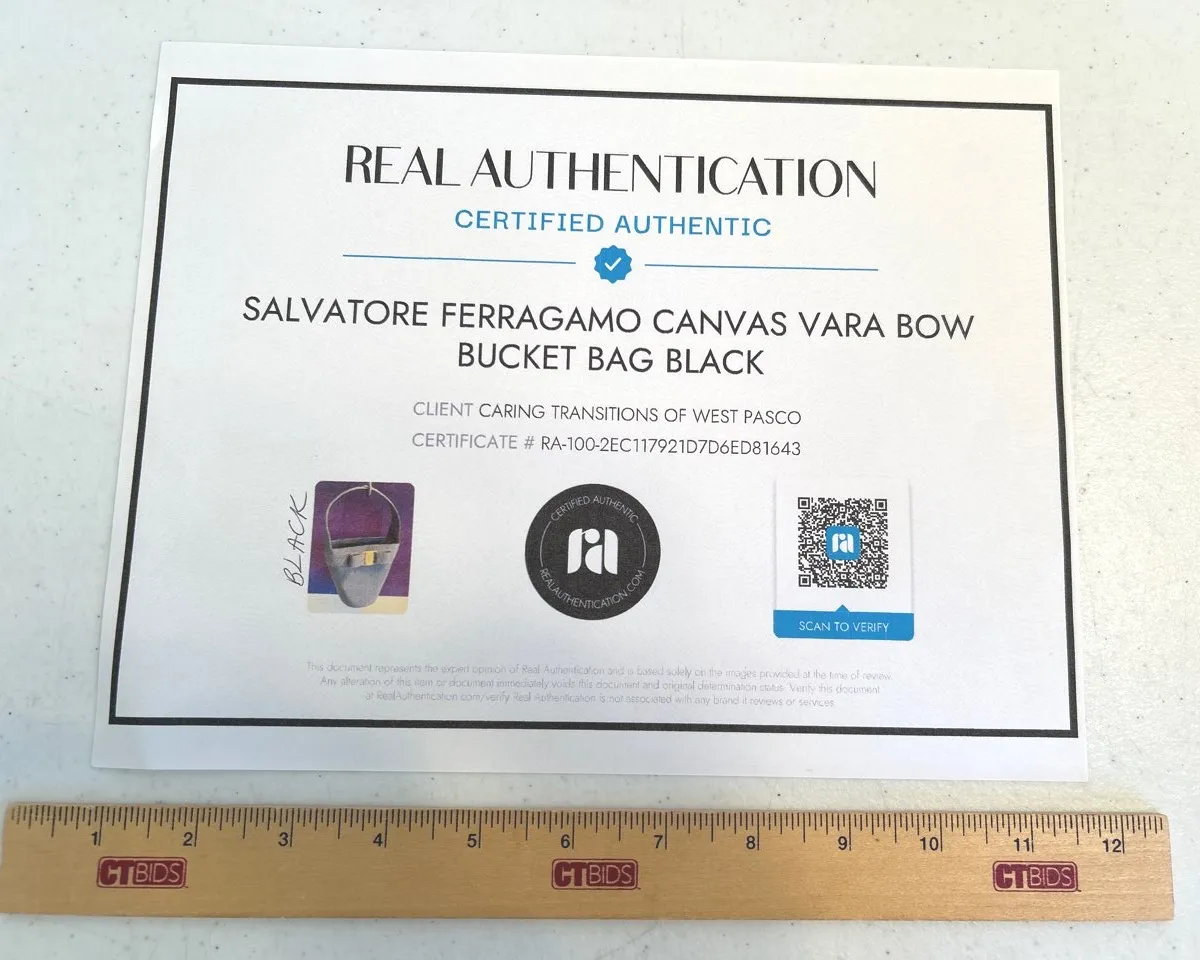 REAL AUTHENTICATION
CERTIFIED AUTHENTIC
SALVATORE FERRAGAMO CANVAS VARA BOW
BUCKET BAG BLACK
CLIENT CARING TRANSITIONS OF WEST PASCO
CERTIFICATE # RA-100-2EC117921D7D6ED81643
BLACK
CERTIFIED AUTHENTIC
ra
REALAUTHENTICATION.COM
ra
SCAN TO VERIFY
This document represents the expert opinion of Real Authentication and is based solely on the images provided at the time of review.
Any alteration of this item or document immediately voids this document and original determination status. Verify this document
at RealAuthentication.com/verify Real Authentication is not associated with any brand it reviews or services.
1 2 3 4 5 6 7 8 9 10 11 12
CTBIDS CTBIDS CTBIDS